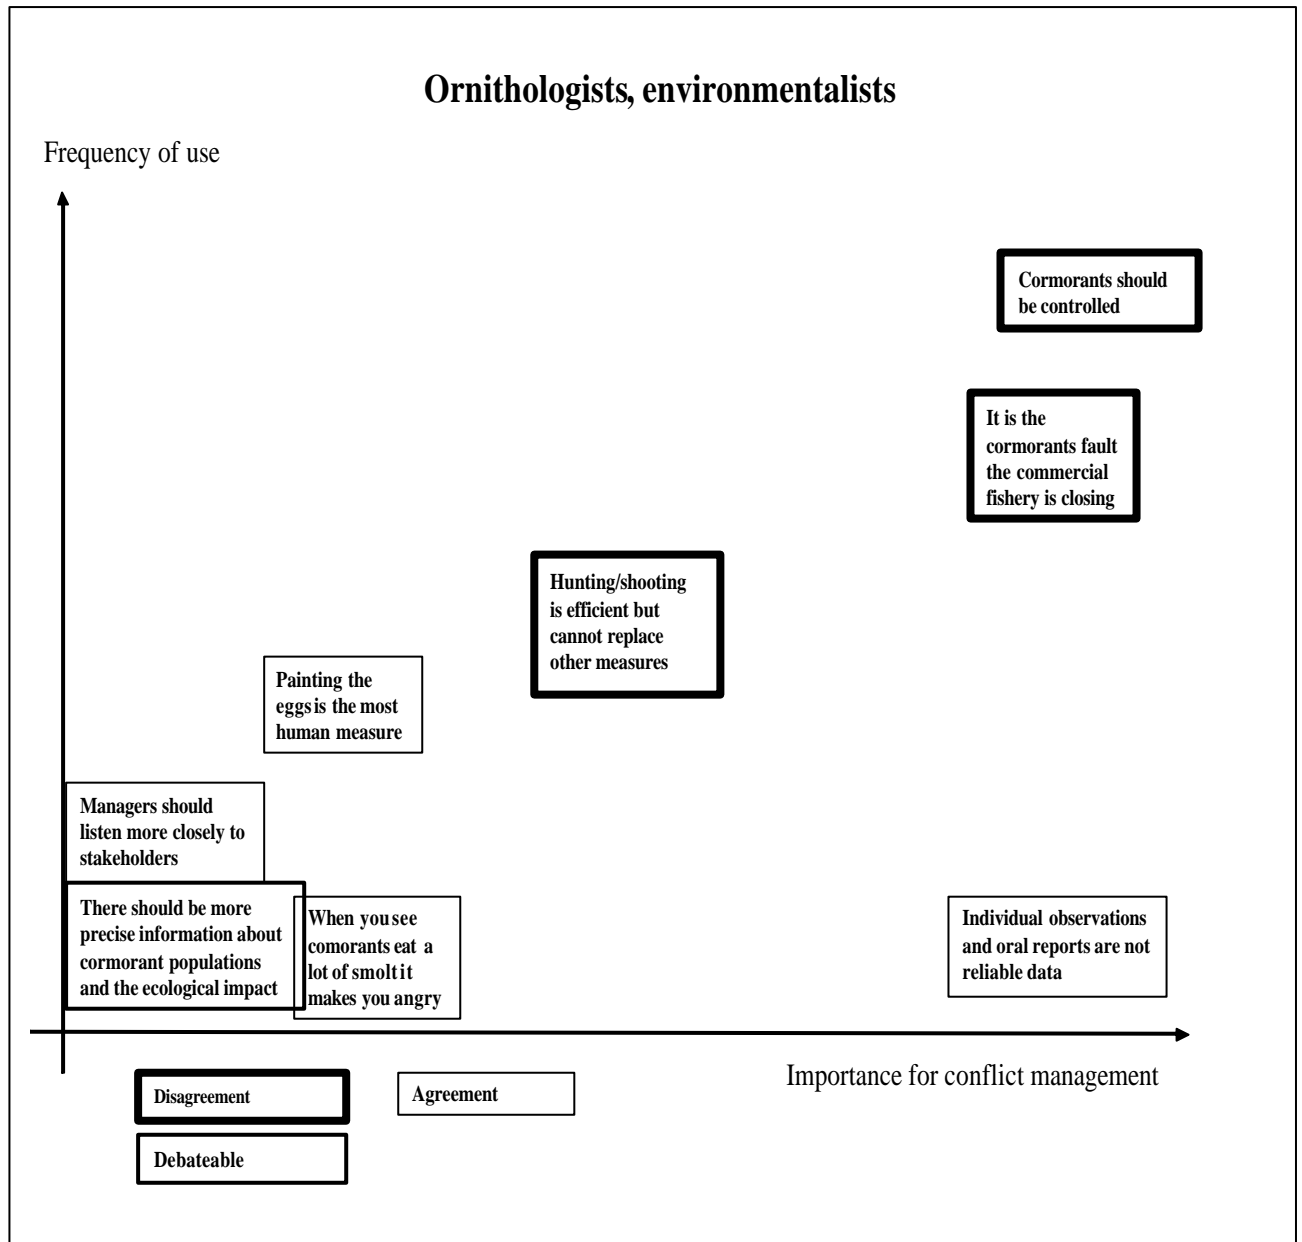 Ornithologists, environmentalists
Frequency of use
Cormorants should
be controlled
It is the
cormorants fault
the commercial
fishery is closing
Hunting/shooting
is efficient but
cannot replace
other measures
Painting the
eggs is the most
human measure
Managers should
listen more closely to
stakeholders
There should be more
precise information about
cormorant populations
and the ecological impact
When you see
comorants eat a
lot of smolt it
makes you angry
Individual observations
and oral reports are not
reliable data
Importance for conflict management
Disagreement
Agreement
Debateable